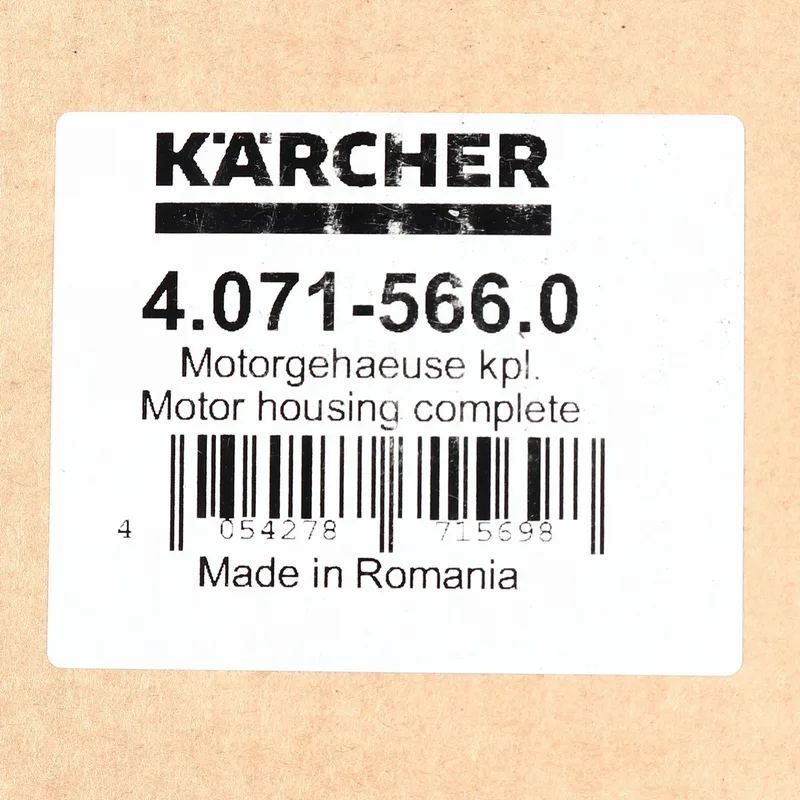 KÄRCHER
4.071-566.0
Motorgehaeuse kpl.
Motor housing complete
4 054278 715698
Made in Romania